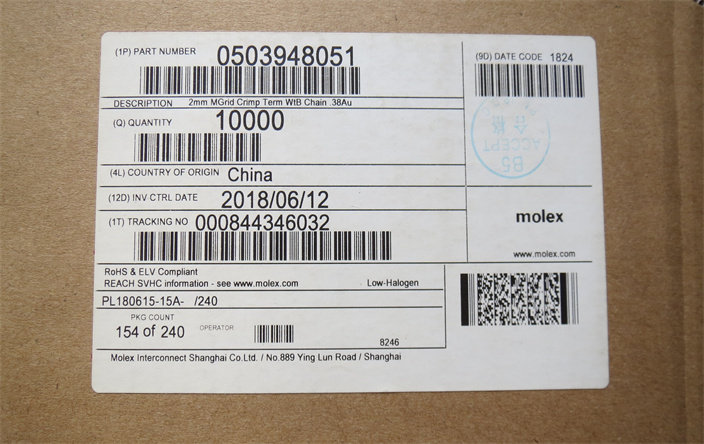 (1P) PART NUMBER 0503948051
(9D) DATE CODE 1824
DESCRIPTION 2mm MGrid Crimp Term WtB Chain .38Au
(Q) QUANTITY 10000
合格
ACCEPT
B5
(4L) COUNTRY OF ORIGIN China
(12D) INV CTRL DATE 2018/06/12
(1T) TRACKING NO 000844346032
molex
www.molex.com
RoHS & ELV Compliant
REACH SVHC information - see www.molex.com Low-Halogen
PL180615-15A- /240
PKG COUNT
154 of 240 OPERATOR
8246
Molex Interconnect Shanghai Co.Ltd. / No.889 Ying Lun Road / Shanghai